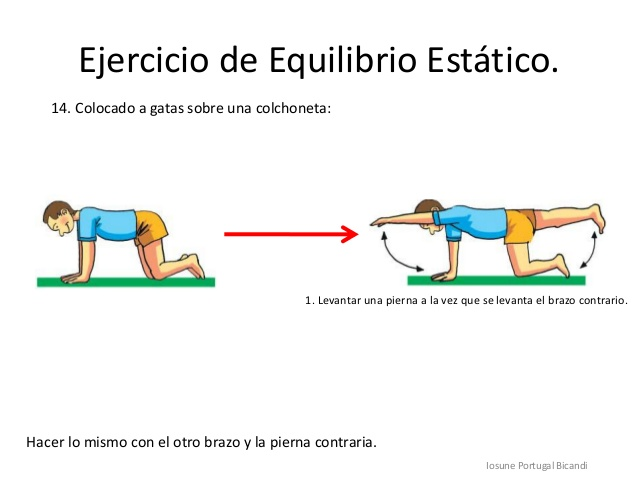 Ejercicio de Equilibrio Estático.
14. Colocado a gatas sobre una colchoneta:
1. Levantar una pierna a la vez que se levanta el brazo contrario.
Hacer lo mismo con el otro brazo y la pierna contraria.
Iosune Portugal Bicandi